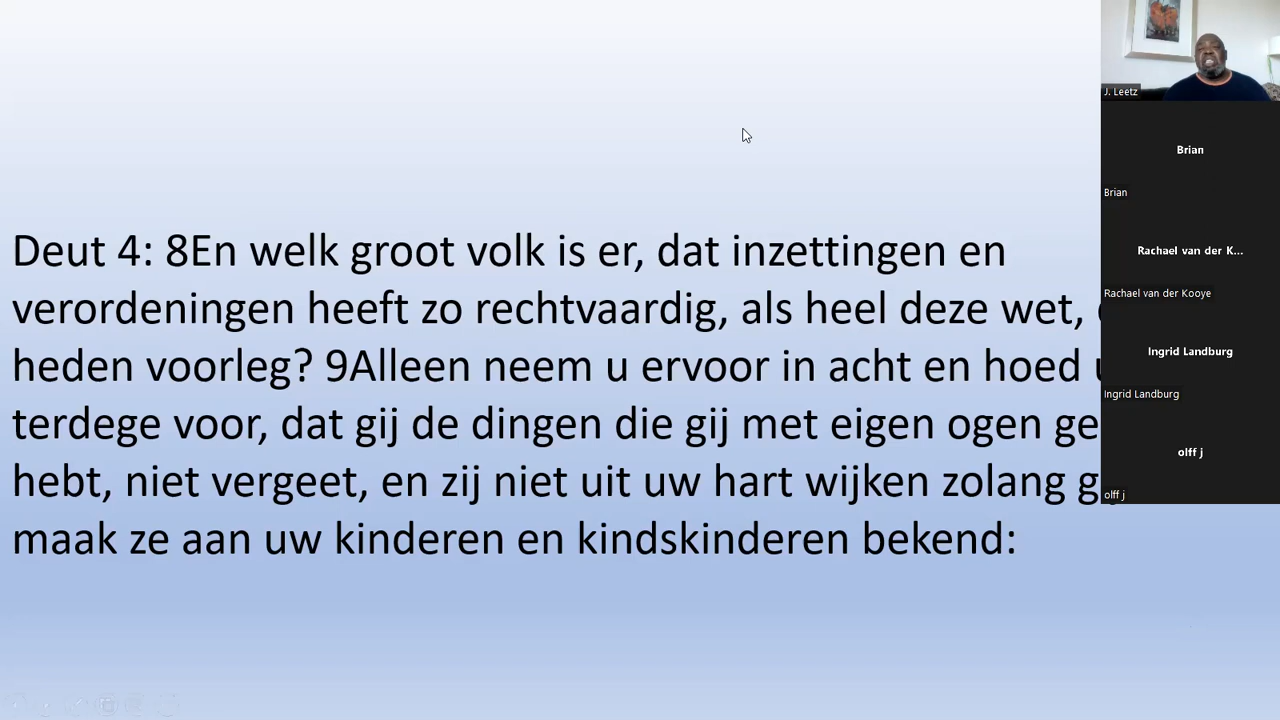 Deut 4: 8En welk groot volk is er, dat inzettingen en
verordeningen heeft zo rechtvaardig, als heel deze wet,
heden voorleg? 9Alleen neem u ervoor in acht en hoed
terdege voor, dat gij de dingen die gij met eigen ogen
hebt, niet vergeet, en zij niet uit uw hart wijken zolang
maak ze aan uw kinderen en kindskinderen bekend:
J. Leetz
Brian
Brian
Rachael van der K...
Rachael van der Kooye
Ingrid Landburg
Ingrid Landburg
olff j
olff j